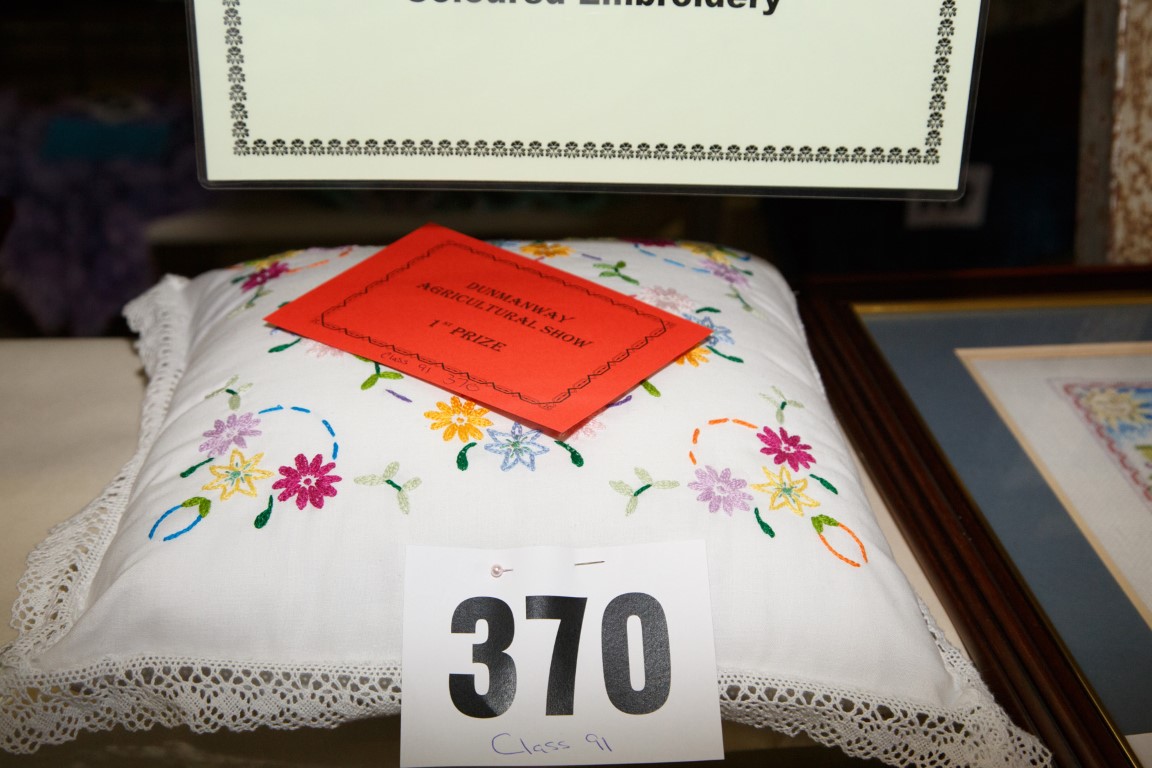 Coloured Embroidery
DUNMANWAY
AGRICULTURAL SHOW
1ST PRIZE
Class 91 370
370
Class 91